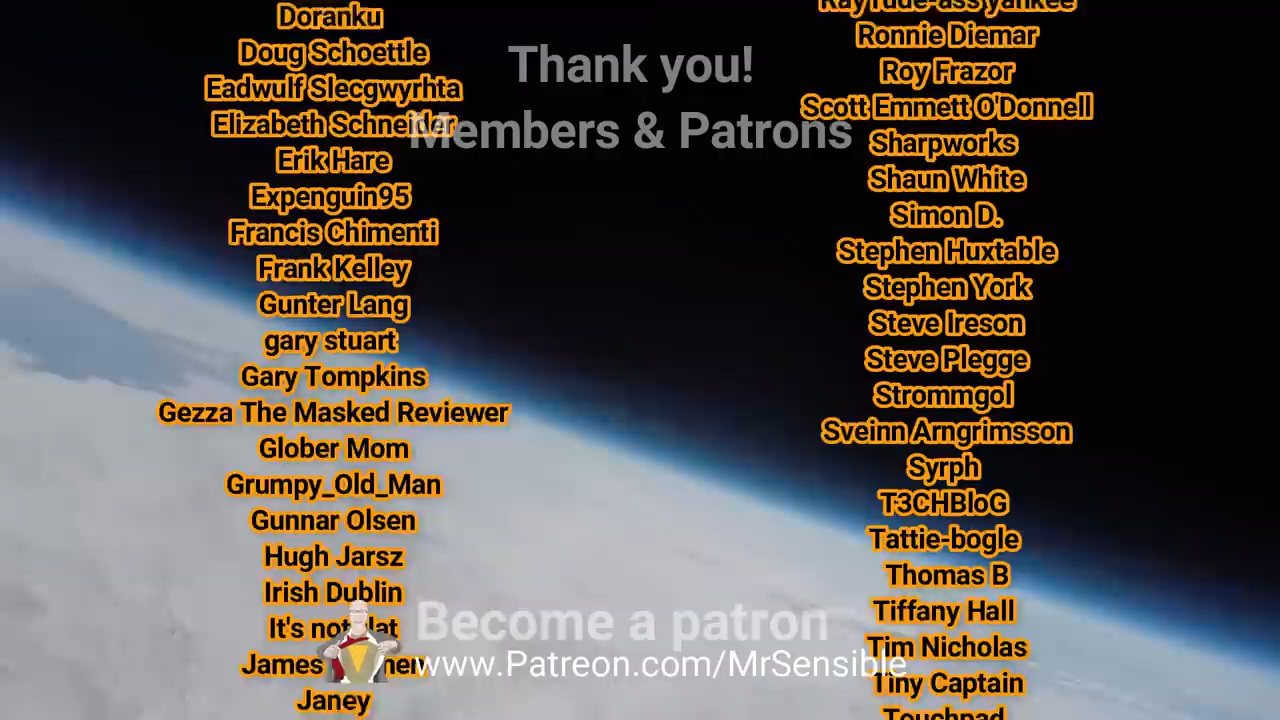 Thank you!
Members & Patrons
Doranku
Doug Schoettle
Eadwulf Slecgwyrhta
Elizabeth Schneider
Erik Hare
Expenguin95
Francis Chimenti
Frank Kelley
Gunter Lang
gary stuart
Gary Tompkins
Gezza The Masked Reviewer
Glober Mom
Grumpy_Old_Man
Gunnar Olsen
Hugh Jarsz
Irish Dublin
It's not
James
Janey
Ronnie Diemar
Roy Frazor
Scott Emmett O'Donnell
Sharpworks
Shaun White
Simon D.
Stephen Huxtable
Stephen York
Steve Ireson
Steve Plegge
Strommgol
Sveinn Arngrimsson
Syrph
T3CHBloG
Tattie-bogle
Thomas B
Tiffany Hall
Tim Nicholas
Tiny Captain
Touchpad
Become a patron
www.Patreon.com/MrSensible